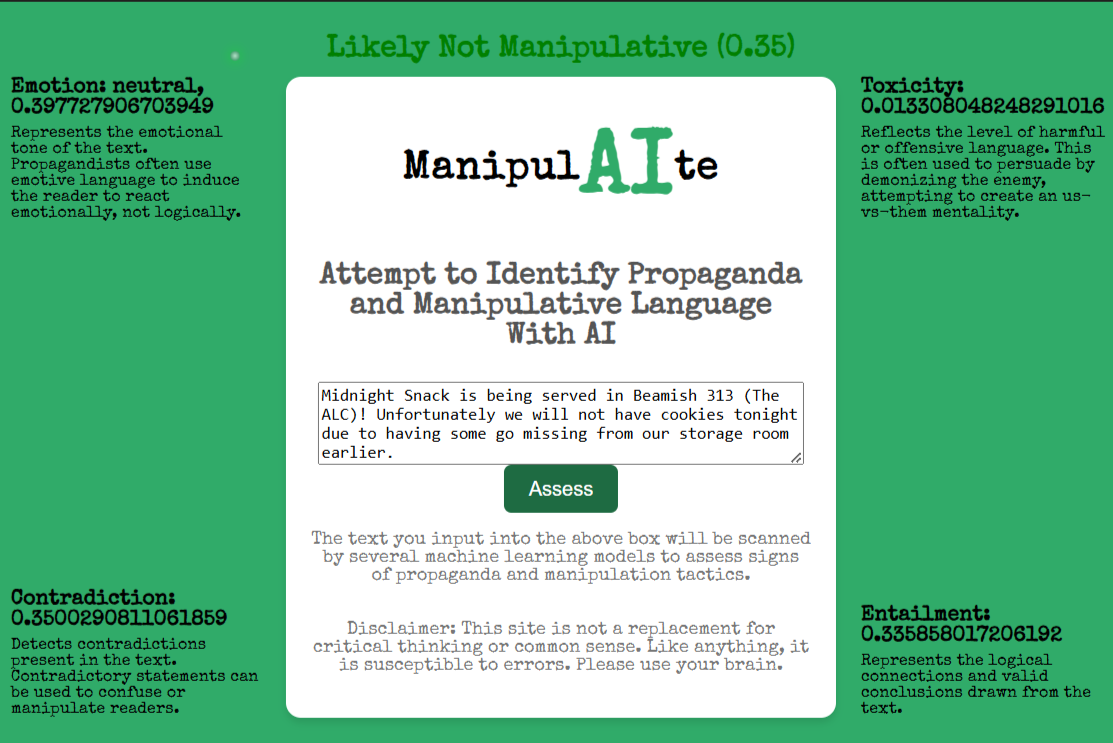 Likely Not Manipulative (0.35)
Emotion: neutral,
0.397727906703949
Represents the emotional
tone of the text.
Propagandists often use
emotive language to induce
the reader to react
emotionally, not logically.
Toxicity:
0.013308048248291016
Reflects the level of harmful
or offensive language. This
is often used to persuade by
demonizing the enemy,
attempting to create an us-
vs-them mentality.
ManipulAIte
Attempt to Identify Propaganda
and Manipulative Language
With AI
Midnight Snack is being served in Beamish 313 (The
ALC)! Unfortunately we will not have cookies tonight
due to having some go missing from our storage room
earlier.
Assess
The text you input into the above box will be scanned
by several machine learning models to assess signs
of propaganda and manipulation tactics.
Disclaimer: This site is not a replacement for
critical thinking or common sense. Like anything, it
is susceptible to errors. Please use your brain.
Contradiction:
0.3500290811061859
Detects contradictions
present in the text.
Contradictory statements can
be used to confuse or
manipulate readers.
Entailment:
0.335858017206192
Represents the logical
connections and valid
conclusions drawn from the
text.